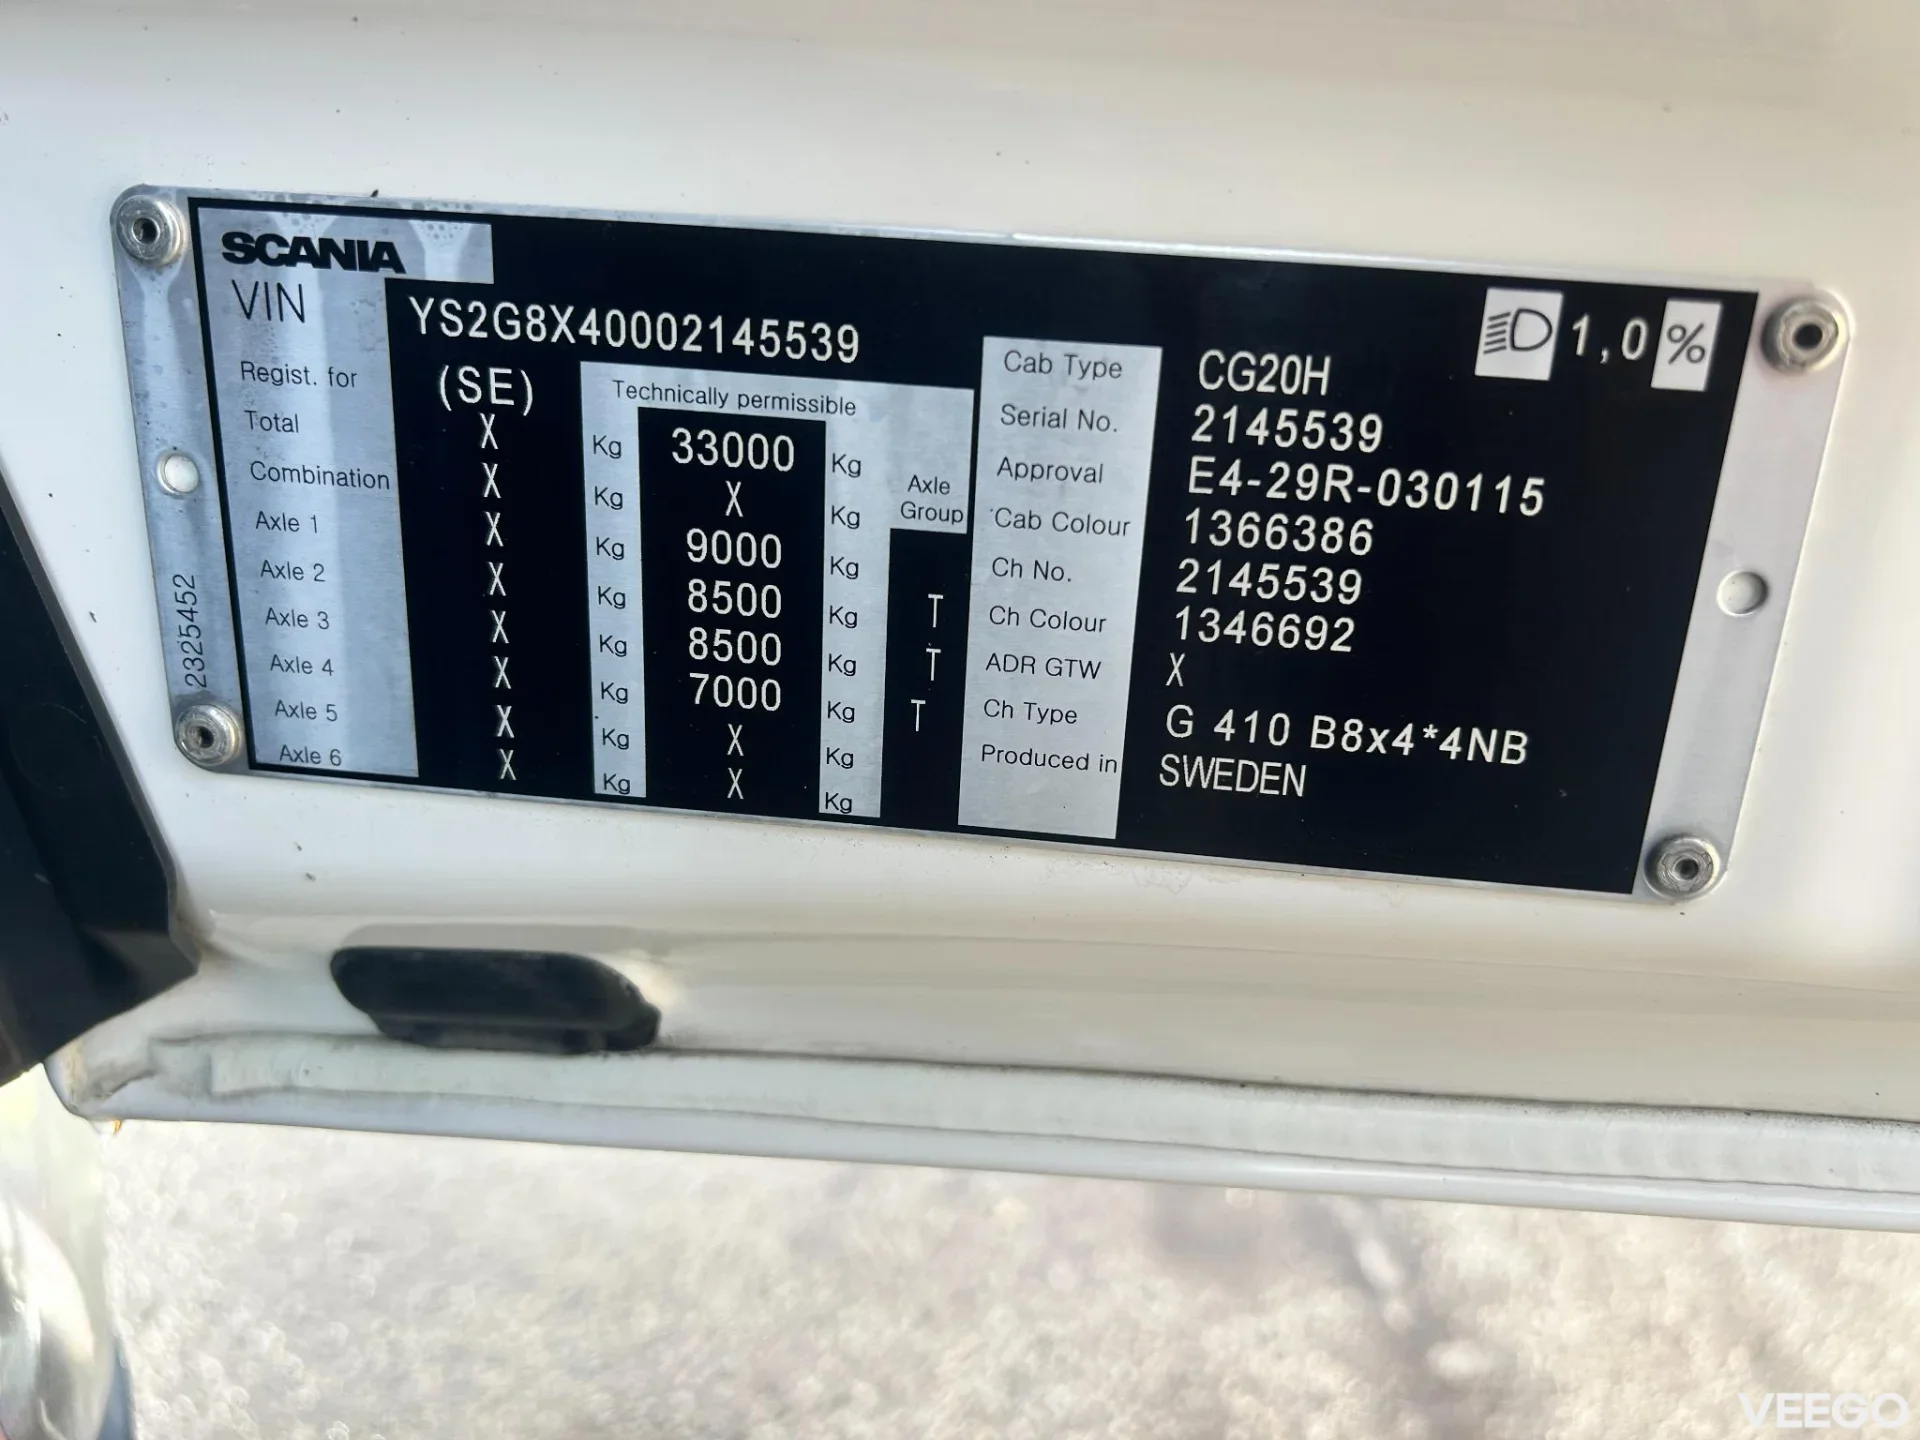 SCANIA
VIN YS2G8X40002145539
1,0 %
Regist. for (SE) Technically permissible
Total X Kg 33000 Kg
Combination X Kg X Kg Axle Group
Axle 1 X Kg 9000 Kg
Axle 2 X Kg 8500 Kg T
Axle 3 X Kg 8500 Kg T
Axle 4 X Kg 7000 Kg T
Axle 5 X Kg X Kg
Axle 6 X Kg X Kg
Cab Type CG20H
Serial No. 2145539
Approval E4-29R-030115
Cab Colour 1366386
Ch No. 2145539
Ch Colour 1346692
ADR GTW X
Ch Type G 410 B8x4*4NB
Produced in SWEDEN
2325452
VEEGO